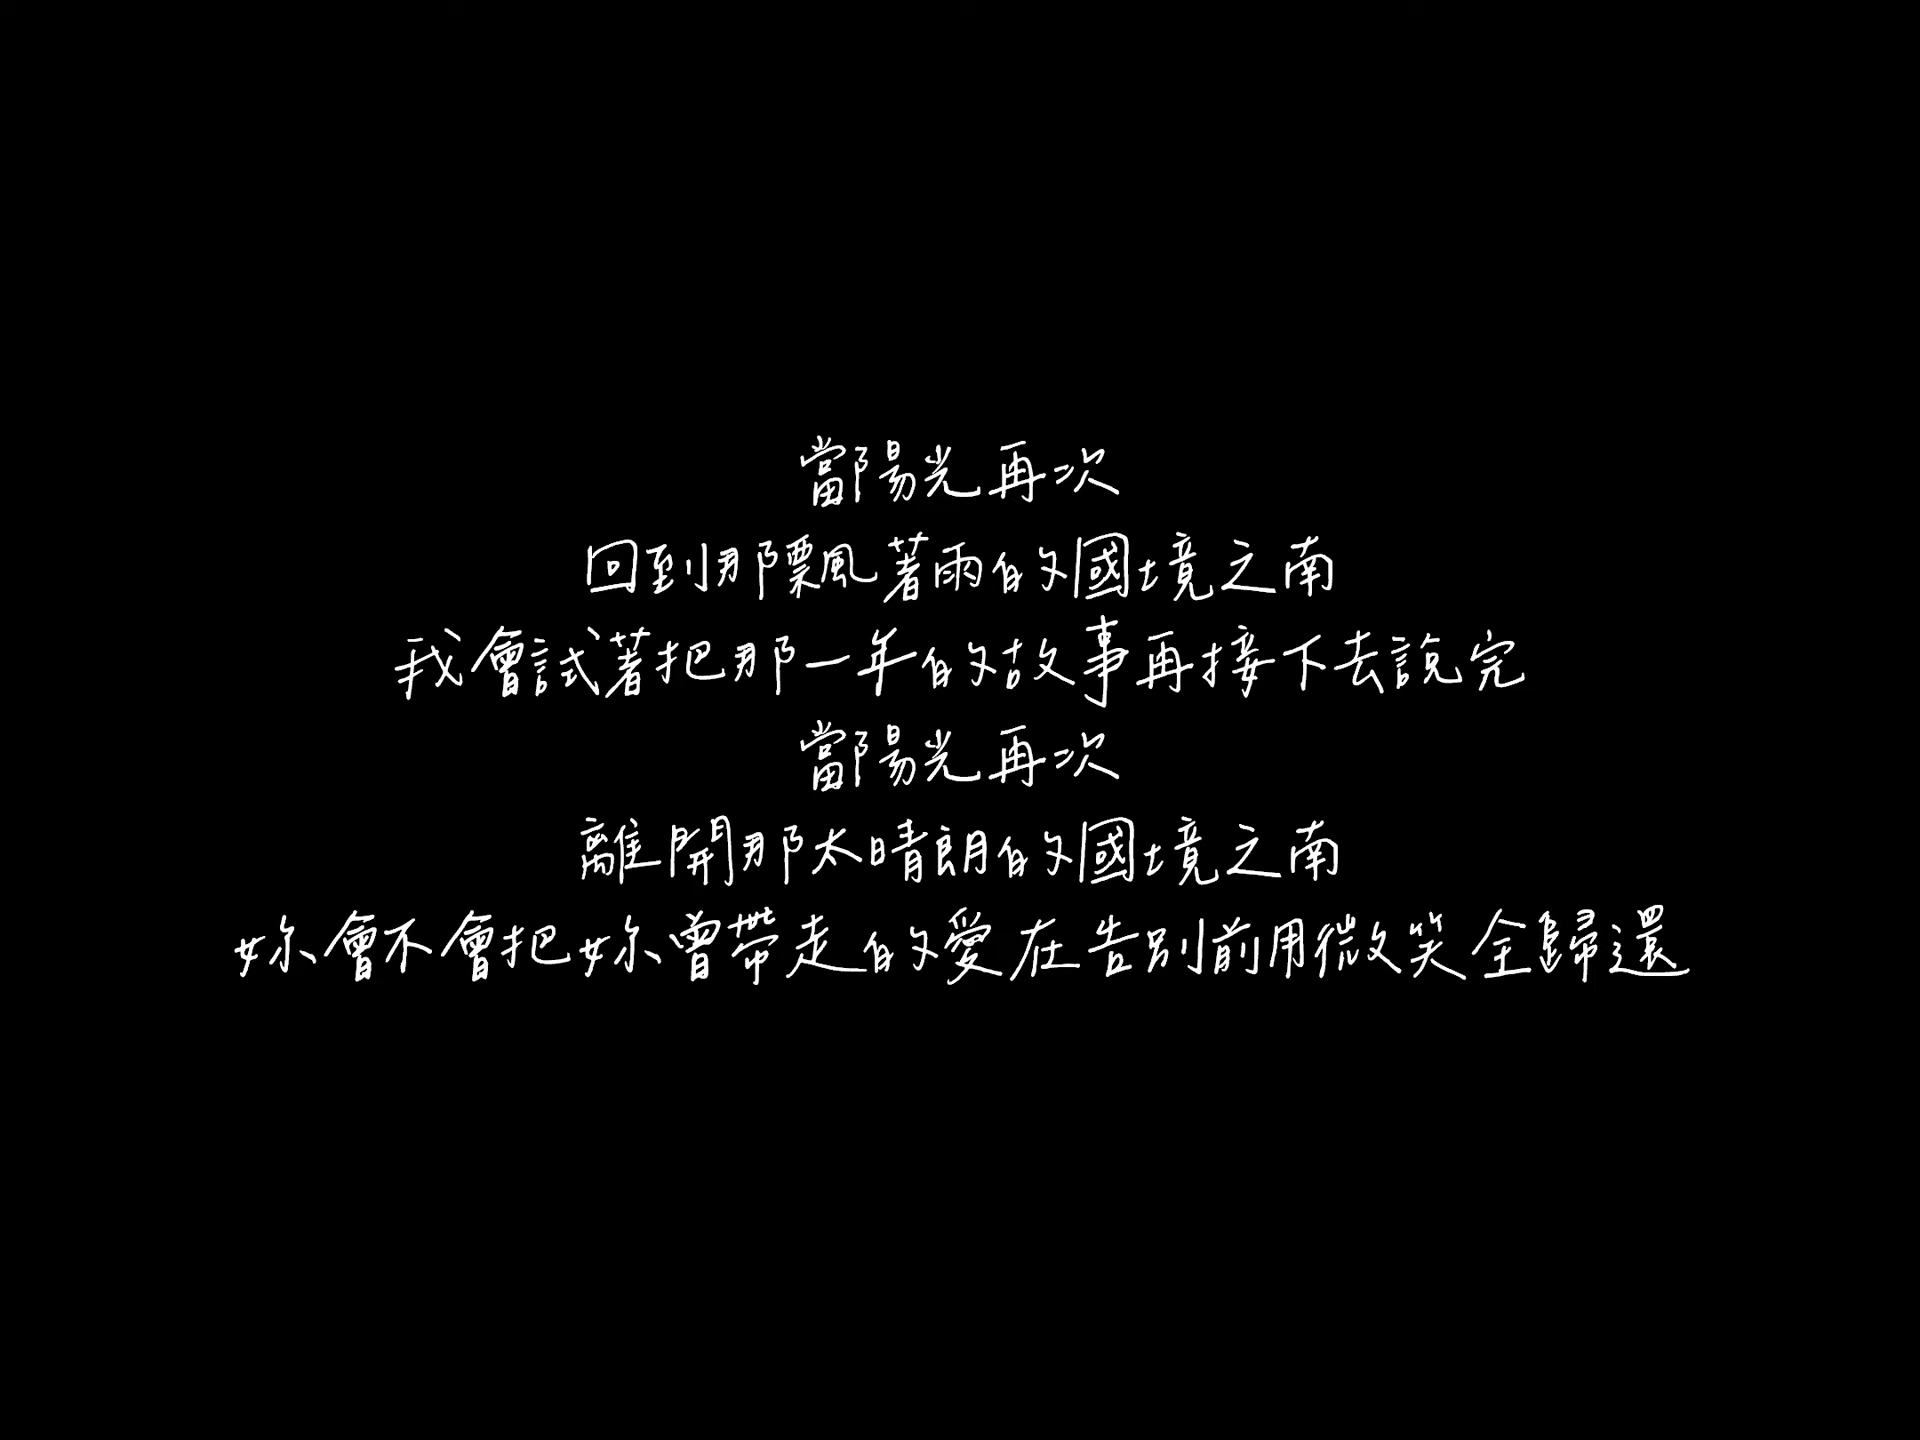 當陽光再次
回到那飄著雨的國境之南
我會試著把那一年的故事再接下去說完
當陽光再次
離開那太晴朗的國境之南
妳會不會把妳曾帶走的愛在告別前用微笑全歸還